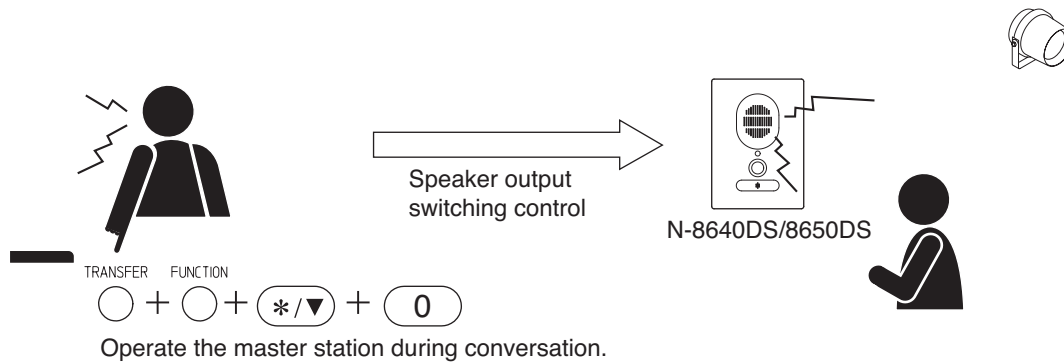 Speaker output
switching control
N-8640DS/8650DS
TRANSFER FUNCTION
+ + */▼ + 0
Operate the master station during conversation.